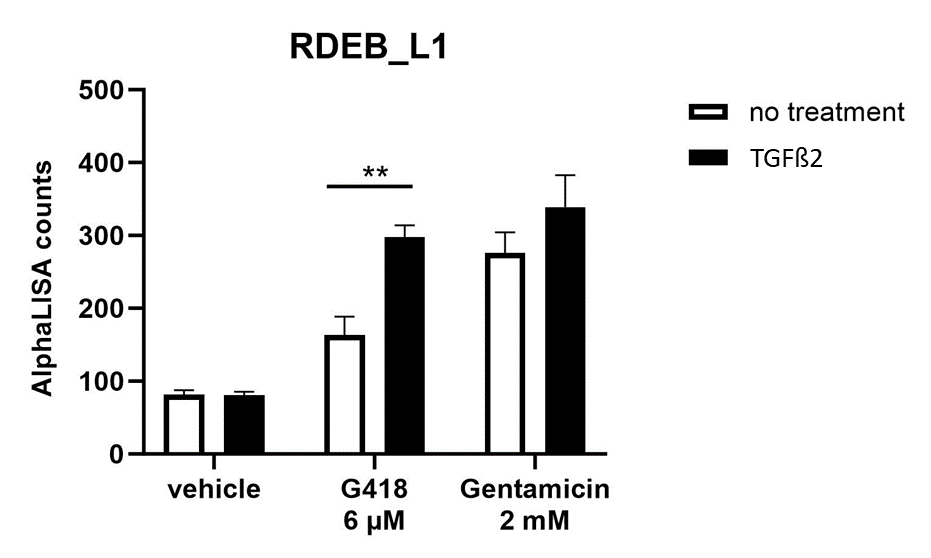 RDEB_L1
500
400
300
200
100
0
AlphaLISA counts
**
no treatment
TGFß2
vehicle
G418
6 µM
Gentamicin
2 mM